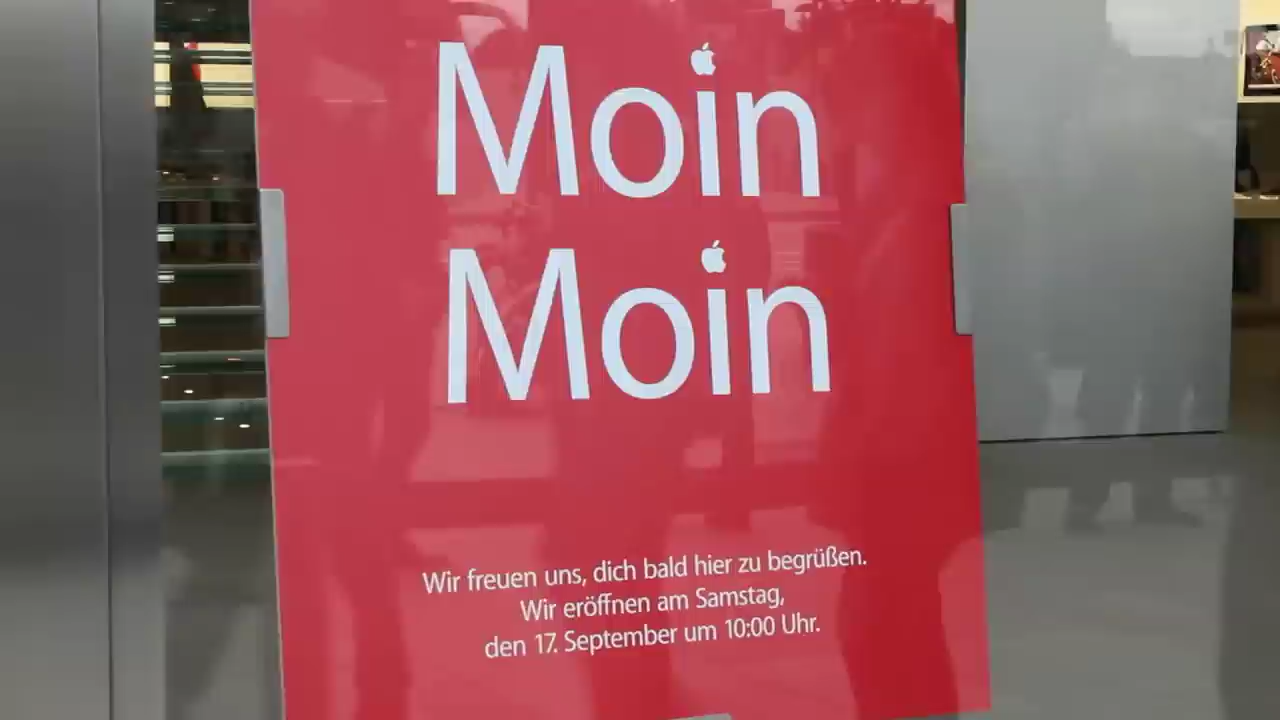 Moin
Moin
Wir freuen uns, dich bald hier zu begrüßen.
Wir eröffnen am Samstag,
den 17. September um 10:00 Uhr.